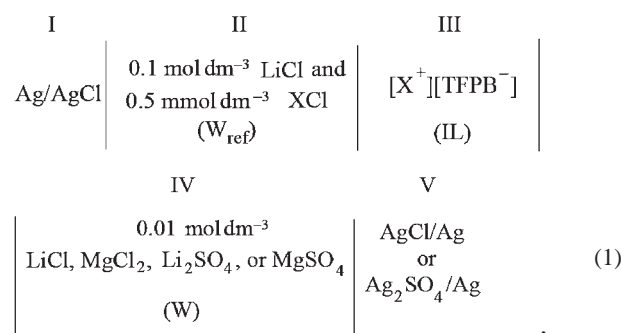 I II III
Ag/AgCl 0.1 mol dm⁻³ LiCl and 0.5 mmol dm⁻³ XCl (W_ref) [X⁺][TFPB⁻] (IL)
IV V
0.01 mol dm⁻³ LiCl, MgCl₂, Li₂SO₄, or MgSO₄ (W) AgCl/Ag or Ag₂SO₄/Ag (1)
,